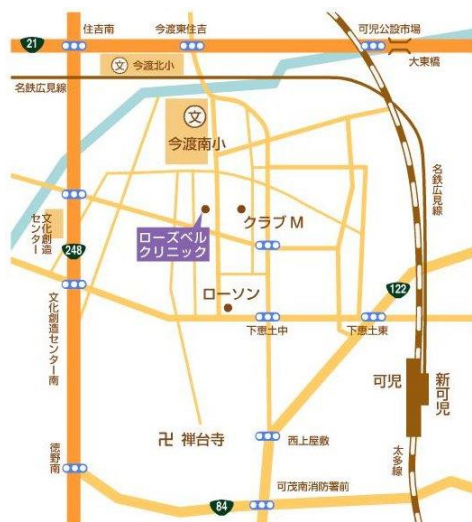 住吉南
今渡東住吉
可児公設市場
21
文
今渡北小
大東橋
名鉄広見線
文
今渡南小
名鉄広見線
文化創造
センター
クラブ M
ローズベル
クリニック
248
122
ローソン
下恵土中
下恵土東
文化創造センター南
可児
新可児
卍 禅台寺
西上屋敷
太多線
徳野南
可茂南消防署前
84